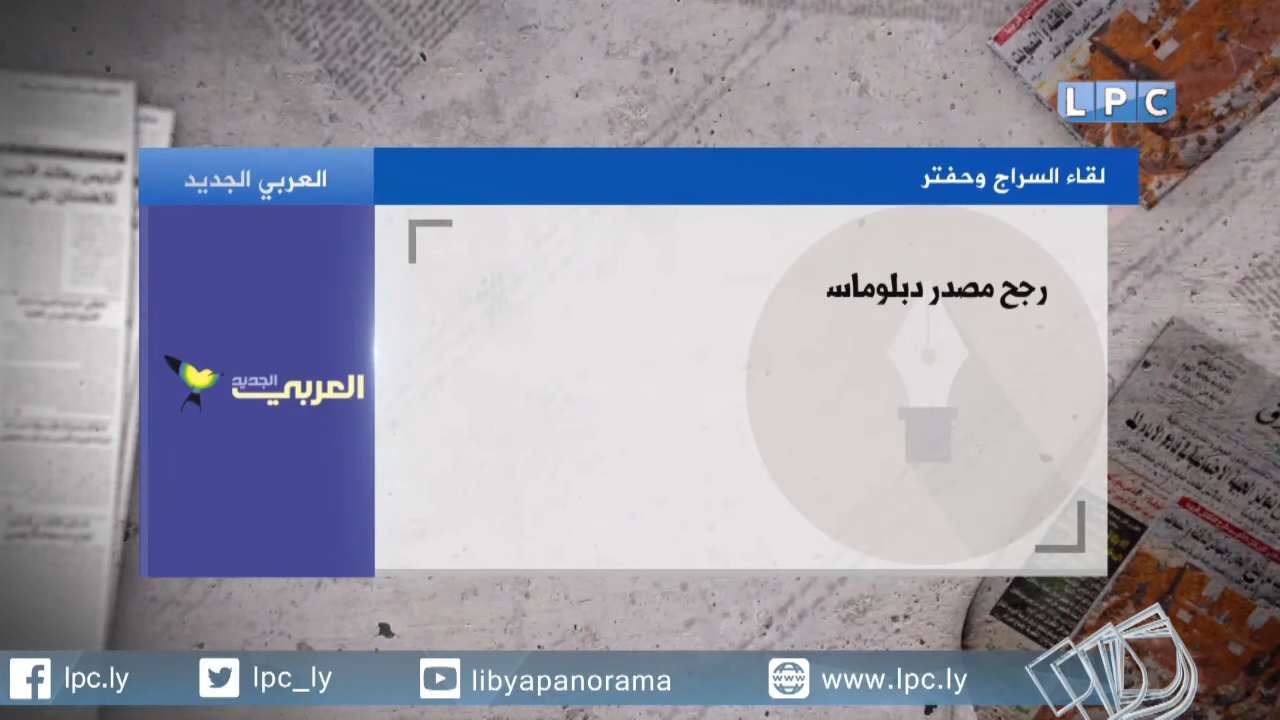 LPC
لقاء السراج وحفتر
العربي الجديد
رجح مصدر دبلوماس
العربي الجديد
lpc.ly
lpc_ly
libyapanorama
www.lpc.ly